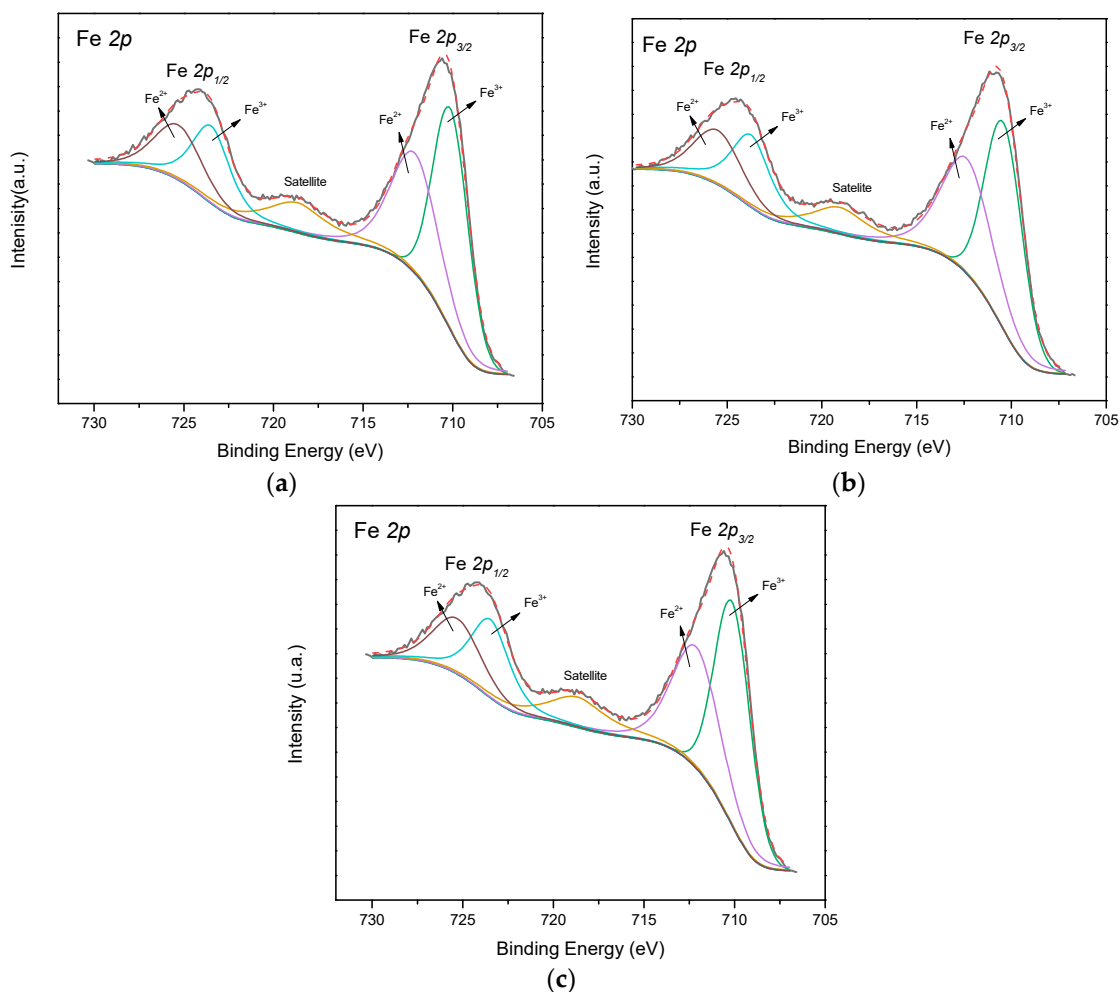 Fe 2p
Fe 2p3/2
Fe 2p1/2
Fe2+
Fe3+
Fe2+
Fe3+
Satellite
Intenisity(a.u.)
730 725 720 715 710 705
Binding Energy (eV)
(a)
Fe 2p
Fe 2p3/2
Fe 2p1/2
Fe2+
Fe3+
Fe2+
Fe3+
Satelite
Intenisity(a.u.)
730 725 720 715 710 705
Binding Energy (eV)
(b)
Fe 2p
Fe 2p3/2
Fe 2p1/2
Fe2+
Fe3+
Fe2+
Fe3+
Satellite
Intensity (u.a.)
730 725 720 715 710 705
Binding Energy (eV)
(c)